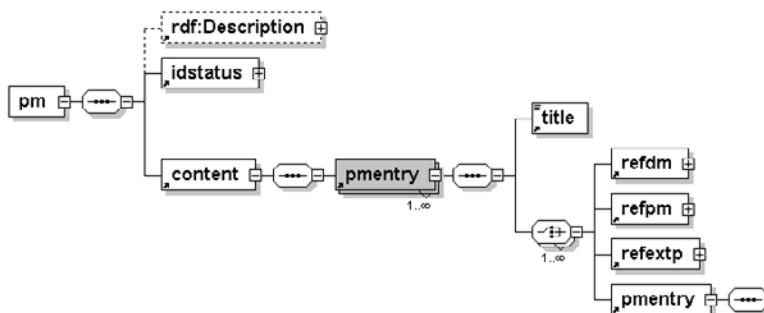 rdf:Description
idstatus
pm
content
pmentry
1..∞
title
1..∞
refdm
refpm
refextp
pmentry